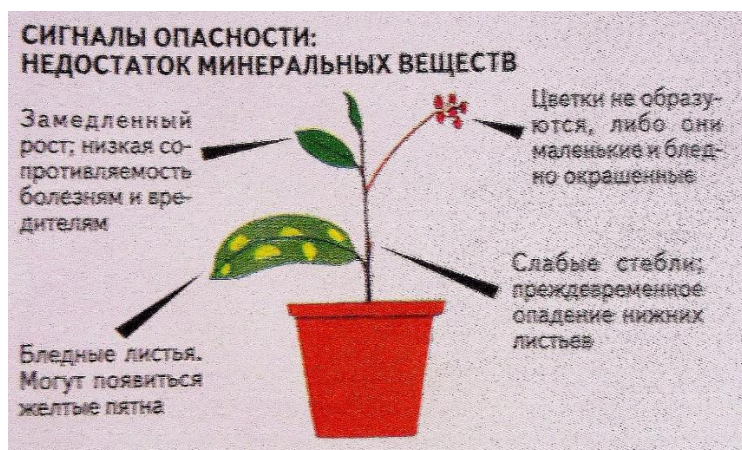 СИГНАЛЫ ОПАСНОСТИ:
НЕДОСТАТОК МИНЕРАЛЬНЫХ ВЕЩЕСТВ
Замедленный
рост; низкая со-
противляемость
болезням и вре-
дителям
Цветки не образу-
ются, либо они
маленькие и блед-
но окрашенные
Слабые стебли;
преждевременное
опадение нижних
листьев
Бледные листья.
Могут появиться
желтые пятна